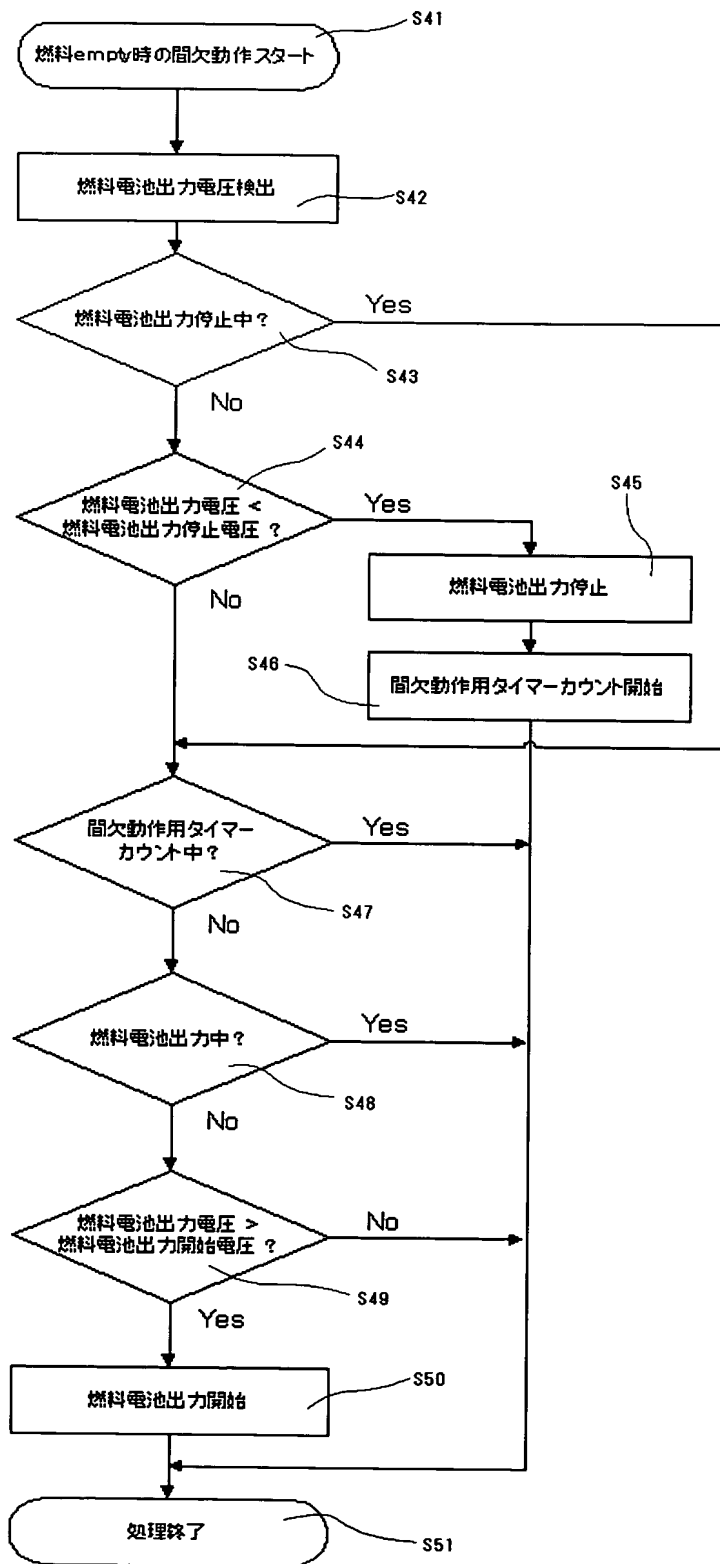 S41
燃料empty時の間欠動作スタート
燃料電池出力電圧検出
S42
燃料電池出力停止中？
Yes
S43
No
S44
燃料電池出力電圧 <
燃料電池出力停止電圧 ？
Yes
No
S45
燃料電池出力停止
S46
間欠動作用タイマーカウント開始
間欠動作用タイマー
カウント中？
Yes
S47
No
燃料電池出力中？
Yes
S48
No
燃料電池出力電圧 >
燃料電池出力開始電圧 ？
No
S49
Yes
燃料電池出力開始
S50
処理終了
S51